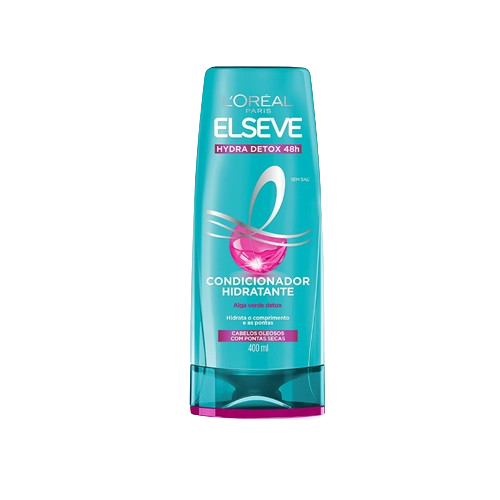 L'ORÉAL
PARIS
ELSEVE
HYDRA DETOX 48h
SEM SAL
CONDICIONADOR
HIDRATANTE
Alga verde detox
Hidrata o comprimento
e as pontas
CABELOS OLEOSOS
COM PONTAS SECAS
400 ml